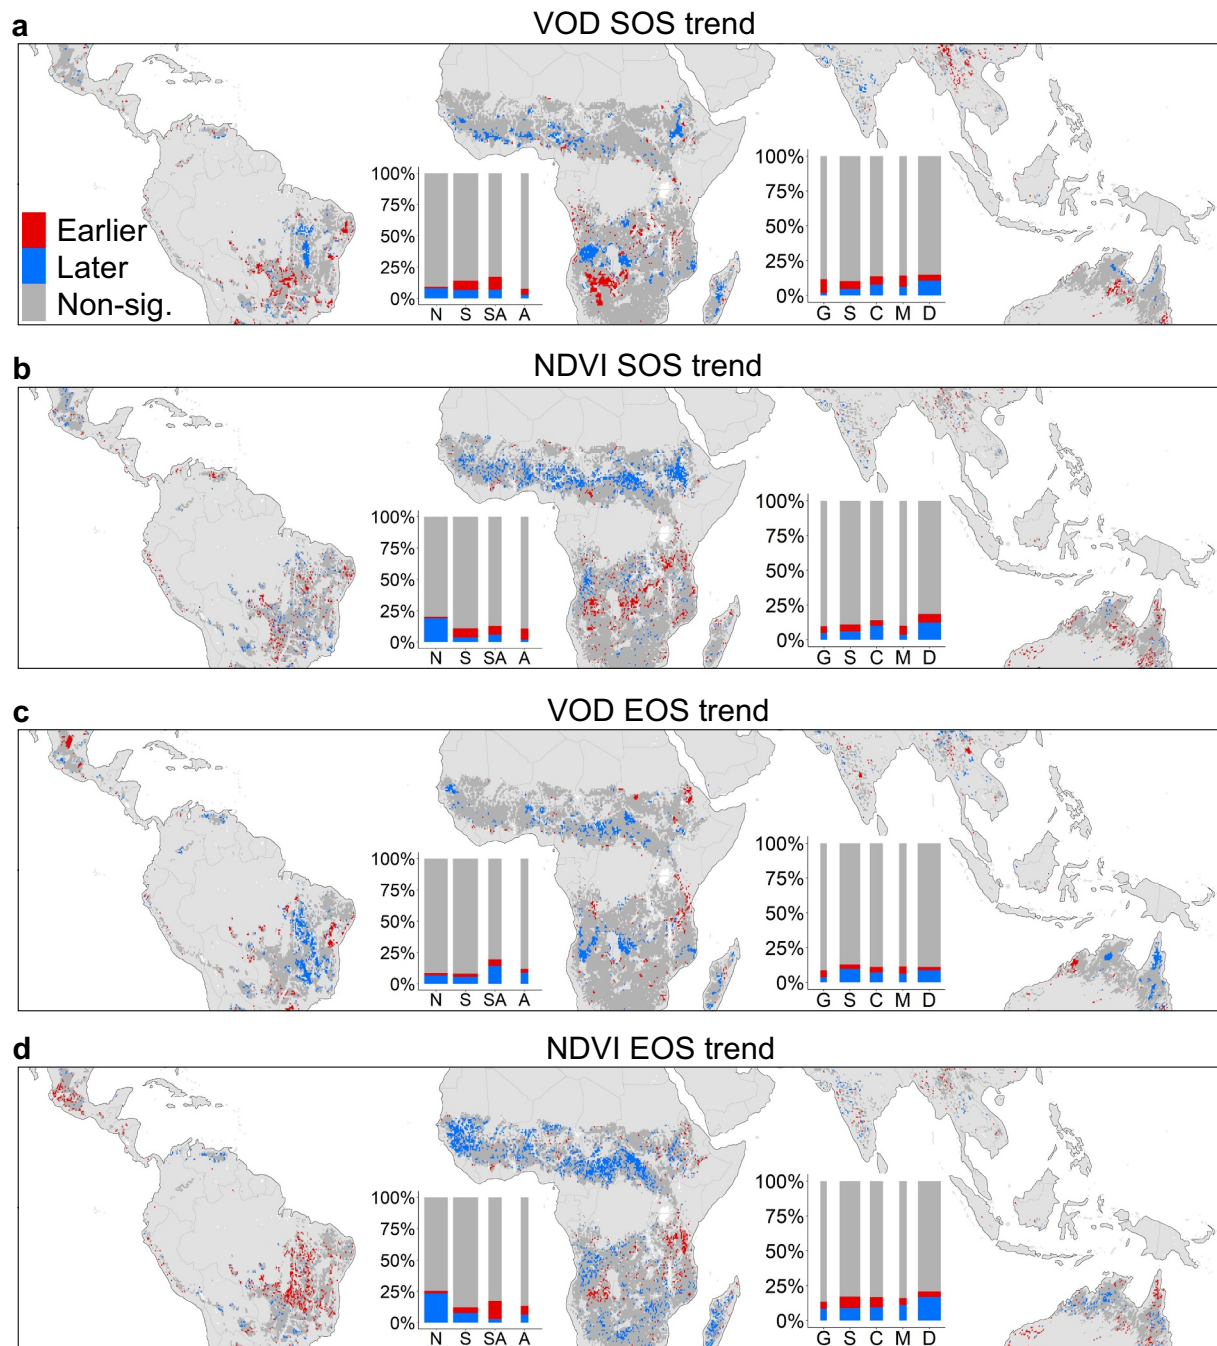 a
VOD SOS trend
Earlier
Later
Non-sig.
100%
75%
50%
25%
0%
N S SA A
100%
75%
50%
25%
0%
G S C M D
b
NDVI SOS trend
100%
75%
50%
25%
0%
N S SA A
100%
75%
50%
25%
0%
G S C M D
c
VOD EOS trend
100%
75%
50%
25%
0%
N S SA A
100%
75%
50%
25%
0%
G S C M D
d
NDVI EOS trend
100%
75%
50%
25%
0%
N S SA A
100%
75%
50%
25%
0%
G S C M D